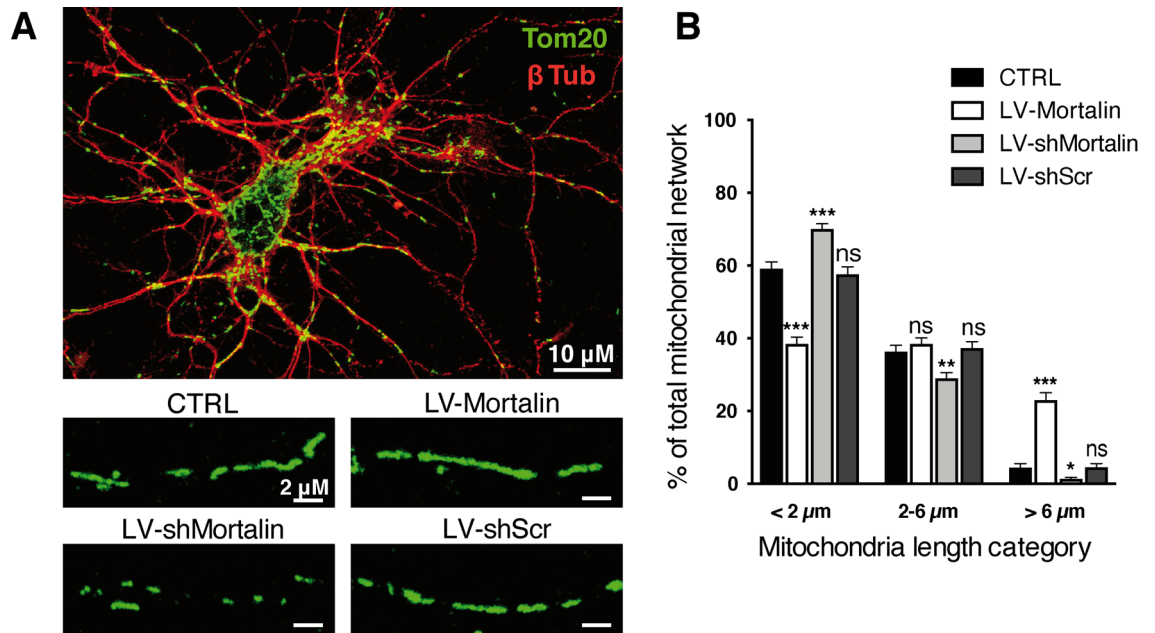 A
Tom20
β Tub
10 µM
CTRL
LV-Mortalin
2 µM
LV-shMortalin
LV-shScr
B
CTRL
LV-Mortalin
LV-shMortalin
LV-shScr
% of total mitochondrial network
100
80
60
40
20
0
***
***
ns
ns
**
ns
***
*
ns
< 2 µm
2-6 µm
> 6 µm
Mitochondria length category